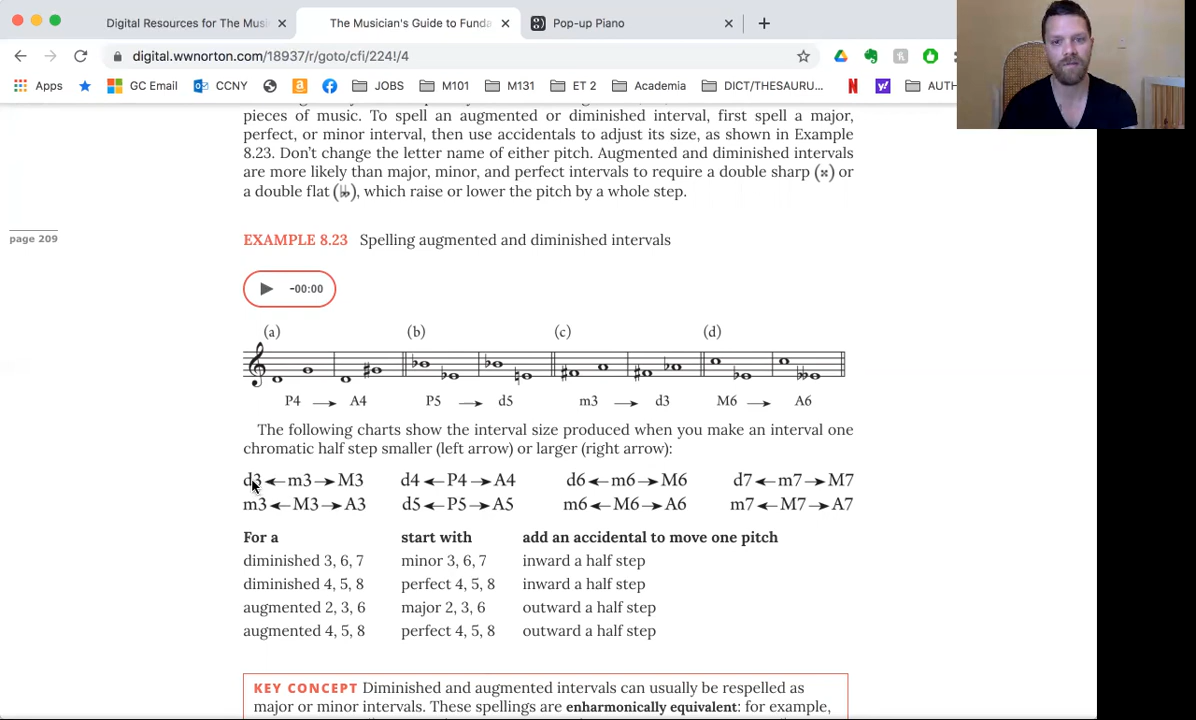 Digital Resources for The Musi
The Musician's Guide to Funda
Pop-up Piano
digital.wwnorton.com/18937/r/goto/cfi/224!/4
Apps GC Email CCNY JOBS M101 M131 ET 2 Academia DICT/THESAURU... AUTH
pieces of music. To spell an augmented or diminished interval, first spell a major,
perfect, or minor interval, then use accidentals to adjust its size, as shown in Example
8.23. Don't change the letter name of either pitch. Augmented and diminished intervals
are more likely than major, minor, and perfect intervals to require a double sharp (𝄪) or
a double flat (𝄫), which raise or lower the pitch by a whole step.
page 209
EXAMPLE 8.23 Spelling augmented and diminished intervals
-00:00
(a) (b) (c) (d)
P4 → A4 P5 → d5 m3 → d3 M6 → A6
The following charts show the interval size produced when you make an interval one
chromatic half step smaller (left arrow) or larger (right arrow):
d3←m3→M3 d4←P4→A4 d6←m6→M6 d7←m7→M7
m3←M3→A3 d5←P5→A5 m6←M6→A6 m7←M7→A7
For a start with add an accidental to move one pitch
diminished 3, 6, 7 minor 3, 6, 7 inward a half step
diminished 4, 5, 8 perfect 4, 5, 8 inward a half step
augmented 2, 3, 6 major 2, 3, 6 outward a half step
augmented 4, 5, 8 perfect 4, 5, 8 outward a half step
KEY CONCEPT Diminished and augmented intervals can usually be respelled as
major or minor intervals. These spellings are enharmonically equivalent: for example,